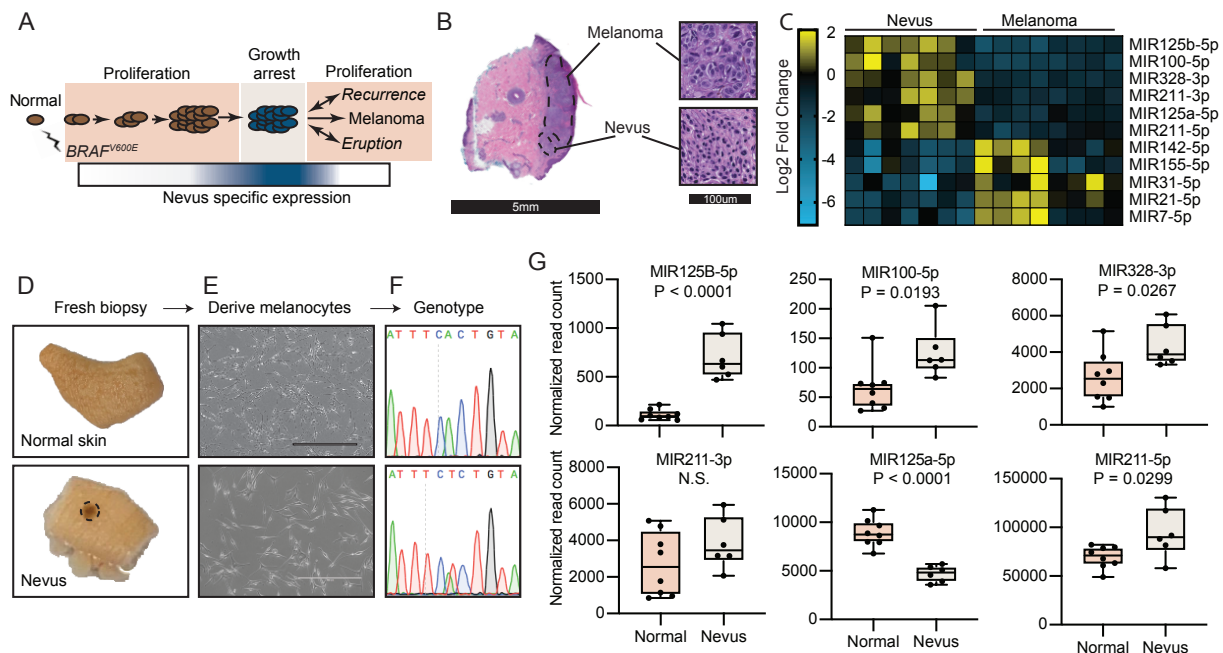 A
Normal
Proliferation
Growth
arrest
Proliferation
Recurrence
Melanoma
Eruption
BRAF^V600E
Nevus specific expression
B
Melanoma
Nevus
5mm
100um
C
Nevus
Melanoma
Log2 Fold Change
2
0
-2
-4
-6
MIR125b-5p
MIR100-5p
MIR328-3p
MIR211-3p
MIR125a-5p
MIR211-5p
MIR142-5p
MIR155-5p
MIR31-5p
MIR21-5p
MIR7-5p
D
Fresh biopsy
E
Derive melanocytes
F
Genotype
Normal skin
Nevus
A T T T C A C T G T A
A T T T C T C T G T A
G
MIR125B-5p
P < 0.0001
Normalized read count
1500
1000
500
0
MIR100-5p
P = 0.0193
250
200
150
100
50
0
MIR328-3p
P = 0.0267
8000
6000
4000
2000
0
MIR211-3p
N.S.
Normalized read count
8000
6000
4000
2000
0
Normal Nevus
MIR125a-5p
P < 0.0001
15000
10000
5000
0
Normal Nevus
MIR211-5p
P = 0.0299
150000
100000
50000
0
Normal Nevus